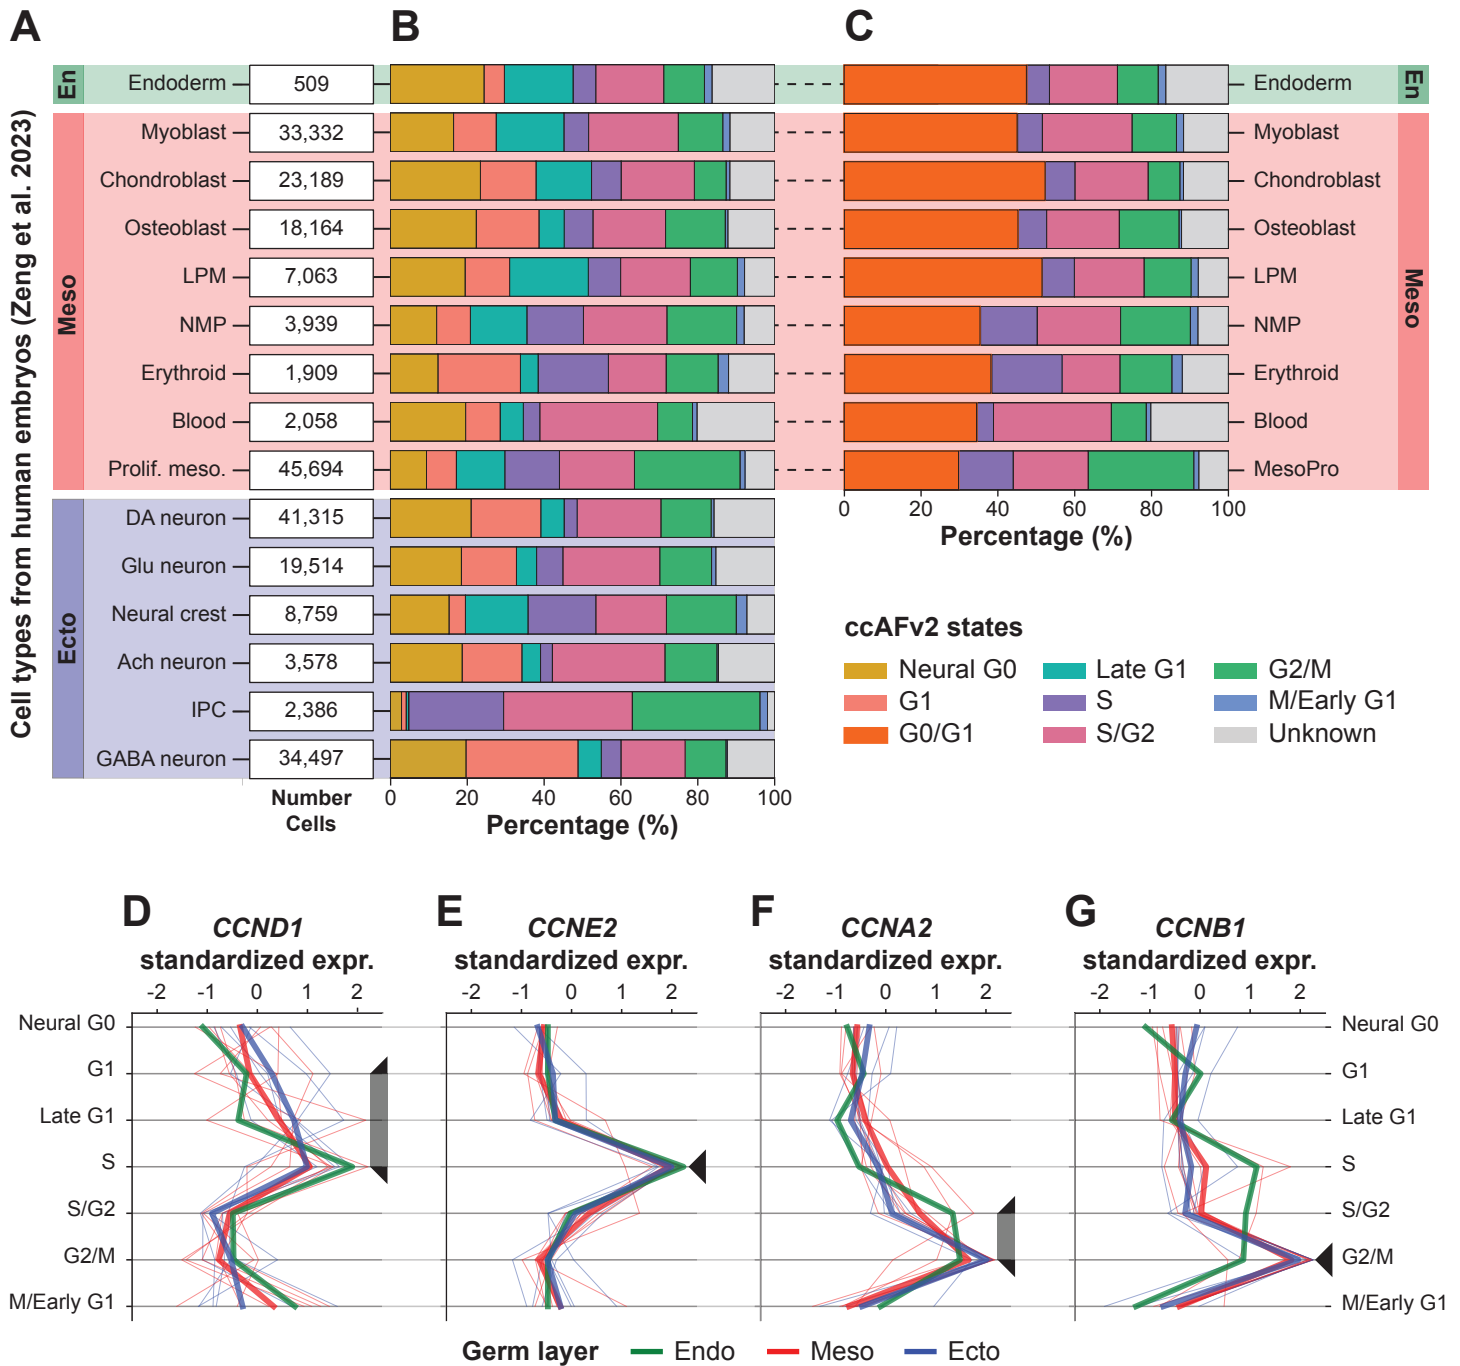 A
B
C
Cell types from human embryos (Zeng et al. 2023)
En
Endoderm
509
Endoderm
En
Meso
Myoblast
33,332
Myoblast
Chondroblast
23,189
Chondroblast
Osteoblast
18,164
Osteoblast
LPM
7,063
LPM
NMP
3,939
NMP
Meso
Erythroid
1,909
Erythroid
Blood
2,058
Blood
Prolif. meso.
45,694
MesoPro
0 20 40 60 80 100
Percentage (%)
Ecto
DA neuron
41,315
Glu neuron
19,514
Neural crest
8,759
Ach neuron
3,578
IPC
2,386
GABA neuron
34,497
Number
Cells
0 20 40 60 80 100
Percentage (%)
ccAFv2 states
Neural G0
Late G1
G2/M
G1
S
M/Early G1
G0/G1
S/G2
Unknown
D
CCND1
standardized expr.
-2 -1 0 1 2
E
CCNE2
standardized expr.
-2 -1 0 1 2
F
CCNA2
standardized expr.
-2 -1 0 1 2
G
CCNB1
standardized expr.
-2 -1 0 1 2
Neural G0
G1
Late G1
S
S/G2
G2/M
M/Early G1
Neural G0
G1
Late G1
S
S/G2
G2/M
M/Early G1
Germ layer Endo Meso Ecto